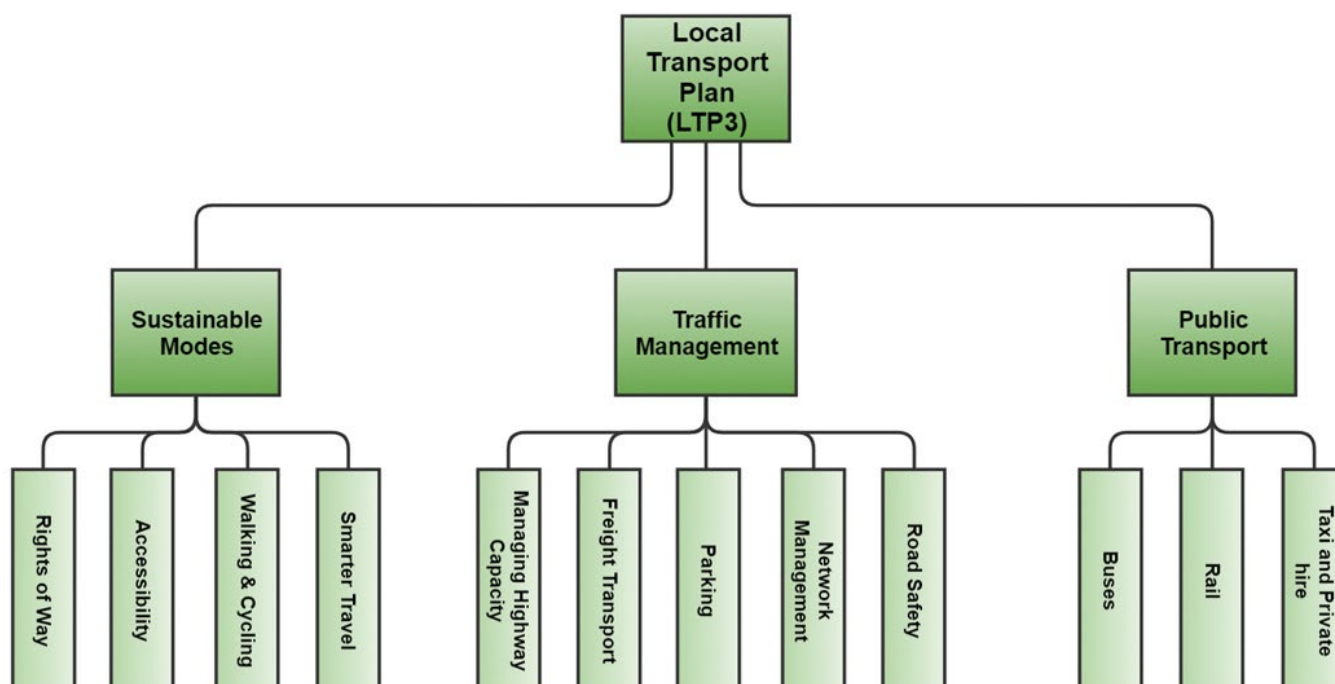 Local
Transport
Plan
(LTP3)
Sustainable
Modes
Traffic
Management
Public
Transport
Rights of Way
Accessibility
Walking & Cycling
Smarter Travel
Managing Highway
Capacity
Freight Transport
Parking
Network
Management
Road Safety
Buses
Rail
Taxi and Private
hire